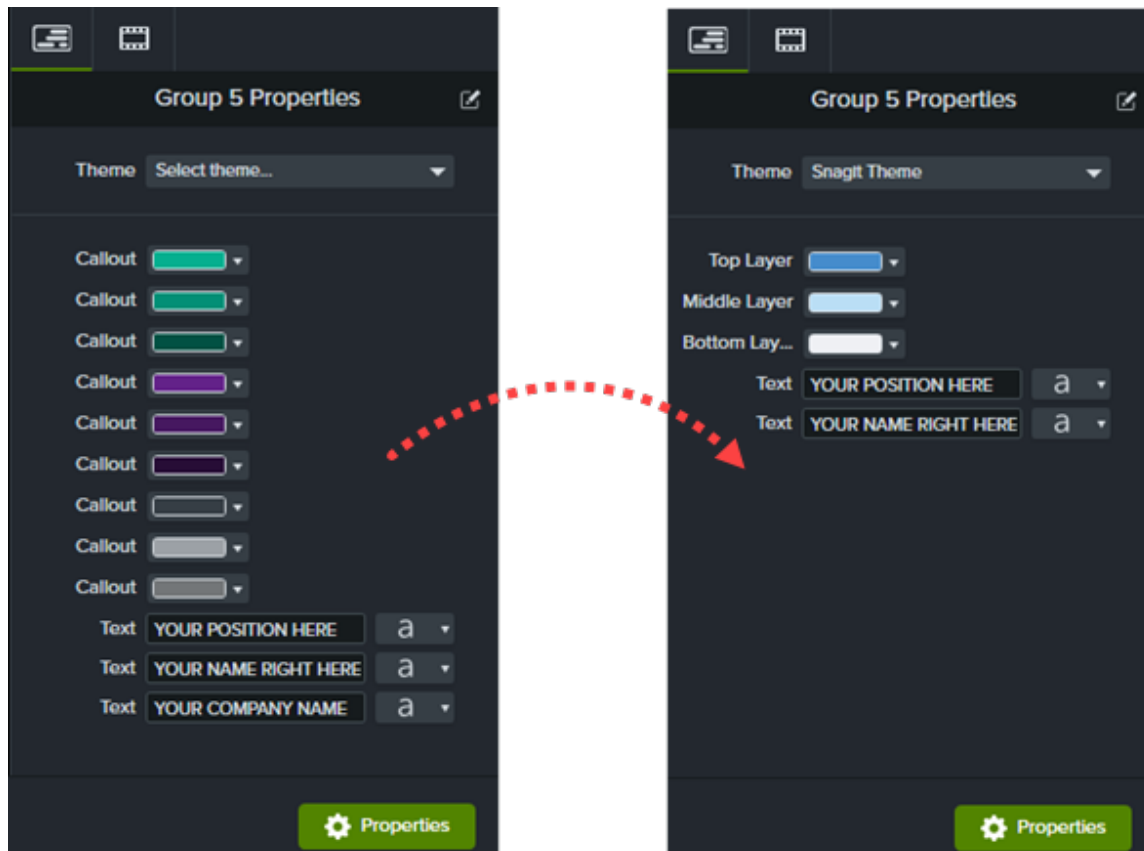 Group 5 Properties
Theme Select theme...
Callout
Callout
Callout
Callout
Callout
Callout
Callout
Callout
Callout
Text YOUR POSITION HERE a
Text YOUR NAME RIGHT HERE a
Text YOUR COMPANY NAME a
Properties
Group 5 Properties
Theme SnagIt Theme
Top Layer
Middle Layer
Bottom Lay...
Text YOUR POSITION HERE a
Text YOUR NAME RIGHT HERE a
Properties